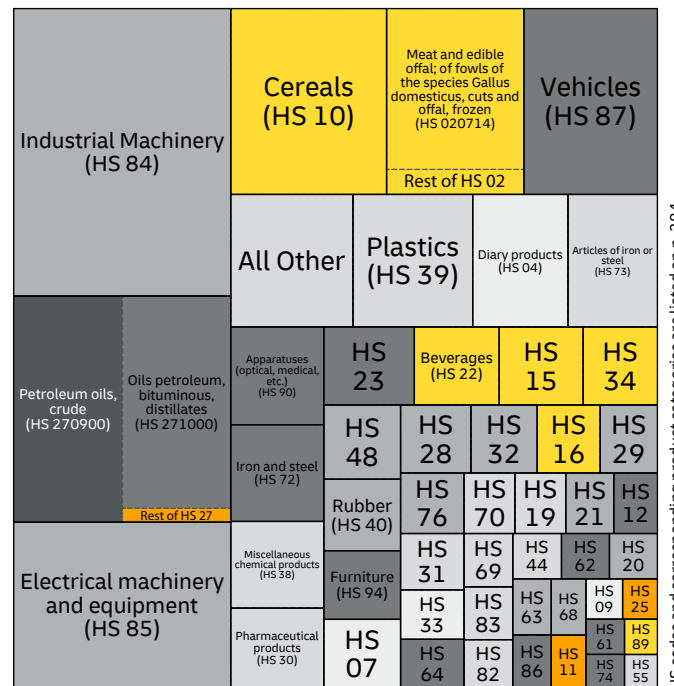 Industrial Machinery
(HS 84)
Cereals
(HS 10)
Meat and edible
offal; of fowls of
the species Gallus
domesticus, cuts and
offal, frozen
(HS 020714)
Rest of HS 02
Vehicles
(HS 87)
All Other
Plastics
(HS 39)
Diary products
(HS 04)
Articles of iron or
steel
(HS 73)
Petroleum oils,
crude
(HS 270900)
Oils petroleum,
bituminous,
distillates
(HS 271000)
Rest of HS 27
Electrical machinery
and equipment
(HS 85)
Apparatuses
(optical, medical,
etc.)
(HS 90)
Iron and steel
(HS 72)
Miscellaneous
chemical products
(HS 38)
Pharmaceutical
products
(HS 30)
HS
23
Beverages
(HS 22)
HS
15
HS
34
HS
48
HS
28
HS
32
HS
16
HS
29
Rubber
(HS 40)
HS
76
HS
70
HS
19
HS
21
HS
12
Furniture
(HS 94)
HS
31
HS
69
HS
44
HS
62
HS
20
HS
07
HS
33
HS
83
HS
63
HS
68
HS
09
HS
25
HS
61
HS
89
HS
64
HS
82
HS
86
HS
11
HS
74
HS
55
codes and corresponding product categories are listed on p.